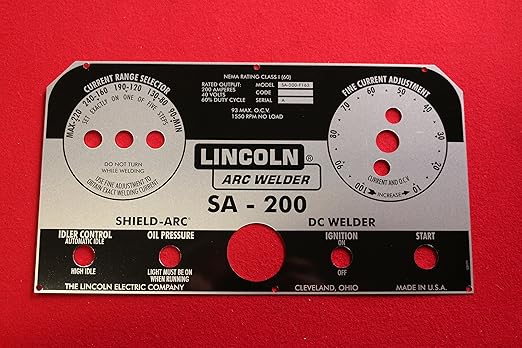 NEMA RATING CLASS I (60)
RATED OUTPUT:
200 AMPERES
40 VOLTS
60% DUTY CYCLE
MODEL SA-200-F163
CODE
SERIAL A
93 MAX. O.C.V.
1550 RPM NO LOAD
CURRENT RANGE SELECTOR
SET EXACTLY ON ONE OF FIVE STEPS
MAX-220 240-160 190-120 130-80 90-MIN
DO NOT TURN
WHILE WELDING
USE FINE ADJUSTMENT TO
OBTAIN EXACT WELDING CURRENT
FINE CURRENT ADJUSTMENT
100 90 80 70 60 50 40 30 20 10
CURRENT AND O.C.V.
INCREASE
LINCOLN ®
ARC WELDER
SA - 200
SHIELD-ARC
DC WELDER
IDLER CONTROL
AUTOMATIC IDLE
HIGH IDLE
OIL PRESSURE
LIGHT MUST BE ON
WHEN RUNNING
IGNITION
ON
OFF
START
THE LINCOLN ELECTRIC COMPANY
CLEVELAND, OHIO
MADE IN U.S.A.